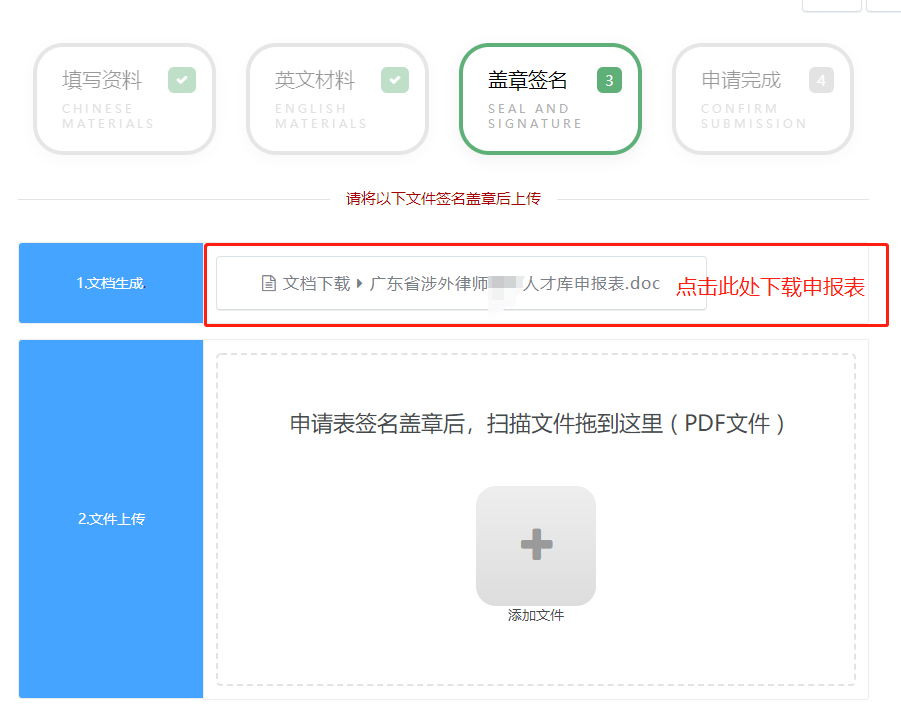 填写资料
CHINESE
MATERIALS
英文材料
ENGLISH
MATERIALS
盖章签名 3
SEAL AND
SIGNATURE
申请完成 4
CONFIRM
SUBMISSION
请将以下文件签名盖章后上传
1.文档生成.
文档下载 广东省涉外律师 人才库申报表.doc
点击此处下载申报表
2.文件上传
申请表签名盖章后，扫描文件拖到这里（PDF文件）
添加文件